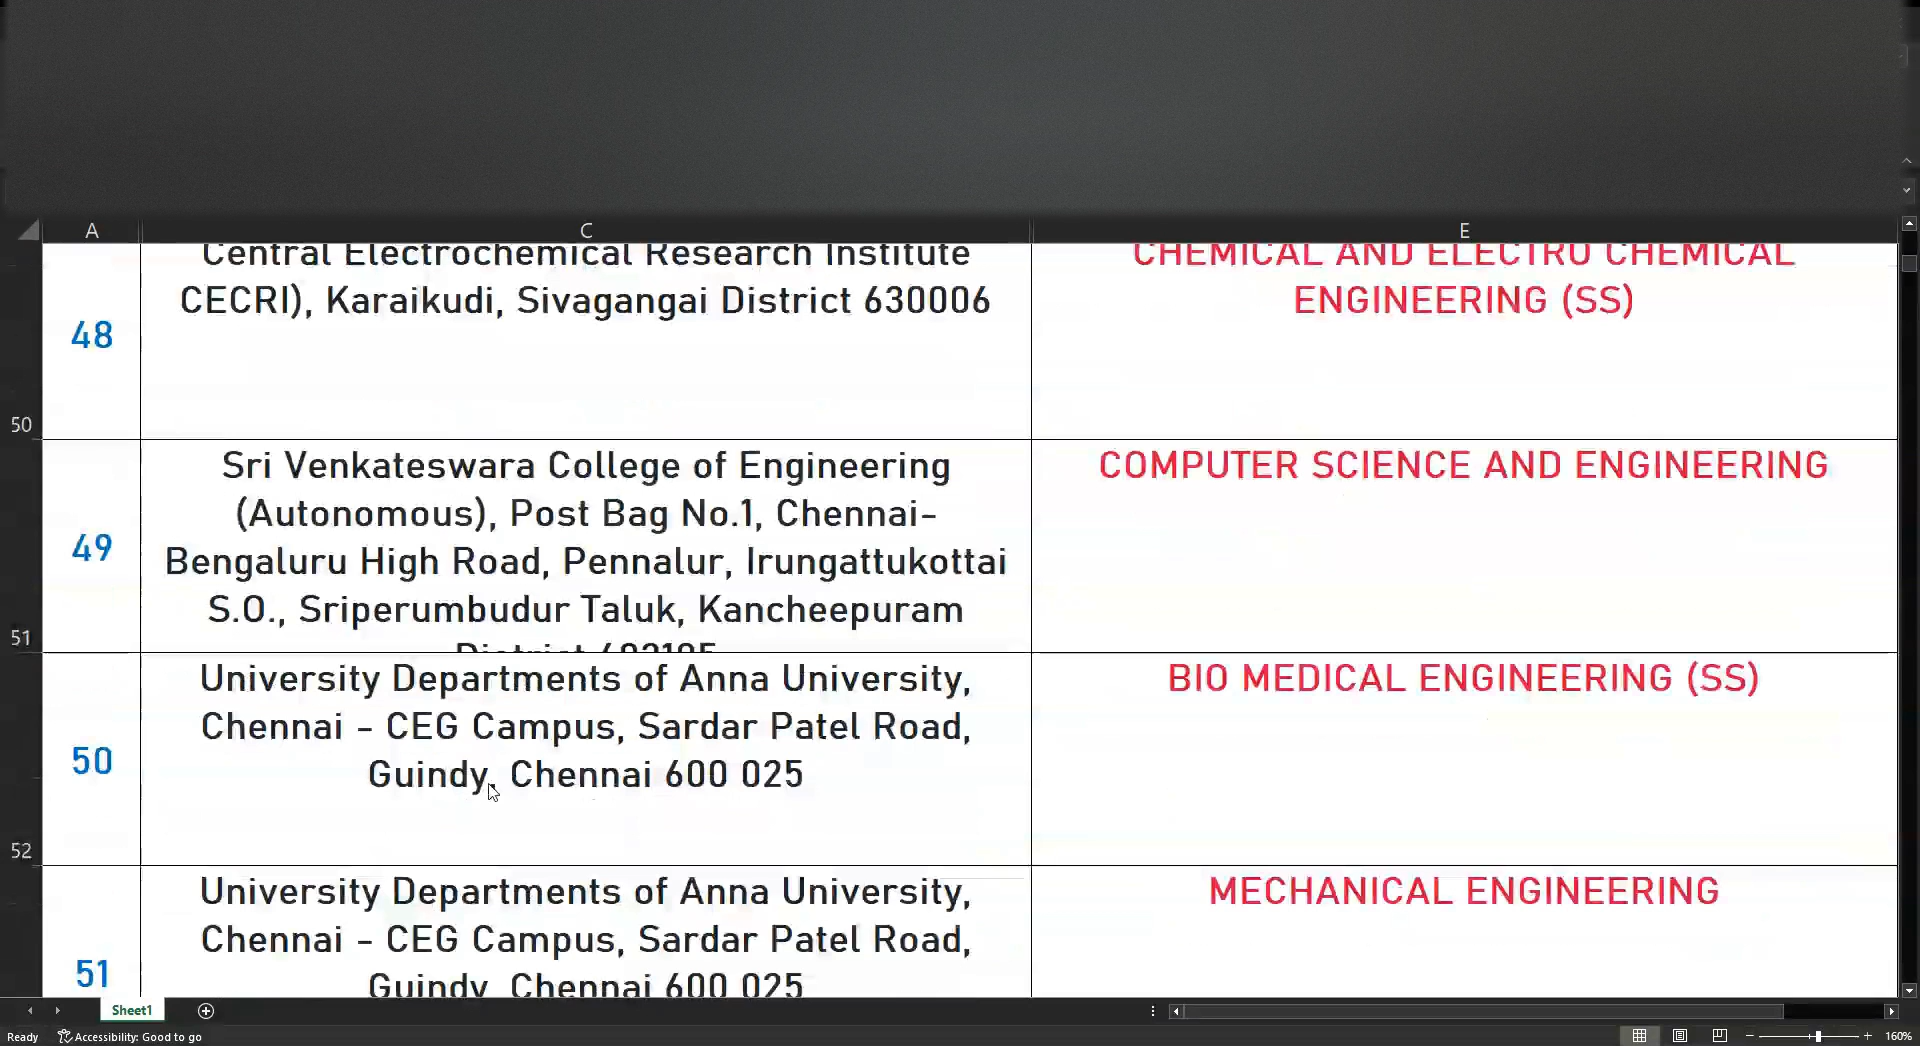 A C E
48
Central Electrochemical Research Institute
CECRI), Karaikudi, Sivagangai District 630006
CHEMICAL AND ELECTRO CHEMICAL
ENGINEERING (SS)
50
49
Sri Venkateswara College of Engineering
(Autonomous), Post Bag No.1, Chennai-
Bengaluru High Road, Pennalur, Irungattukottai
S.O., Sriperumbudur Taluk, Kancheepuram
COMPUTER SCIENCE AND ENGINEERING
51
50
University Departments of Anna University,
Chennai - CEG Campus, Sardar Patel Road,
Guindy, Chennai 600 025
BIO MEDICAL ENGINEERING (SS)
52
51
University Departments of Anna University,
Chennai - CEG Campus, Sardar Patel Road,
Guindy, Chennai 600 025
MECHANICAL ENGINEERING
Sheet1
Ready Accessibility: Good to go 160%